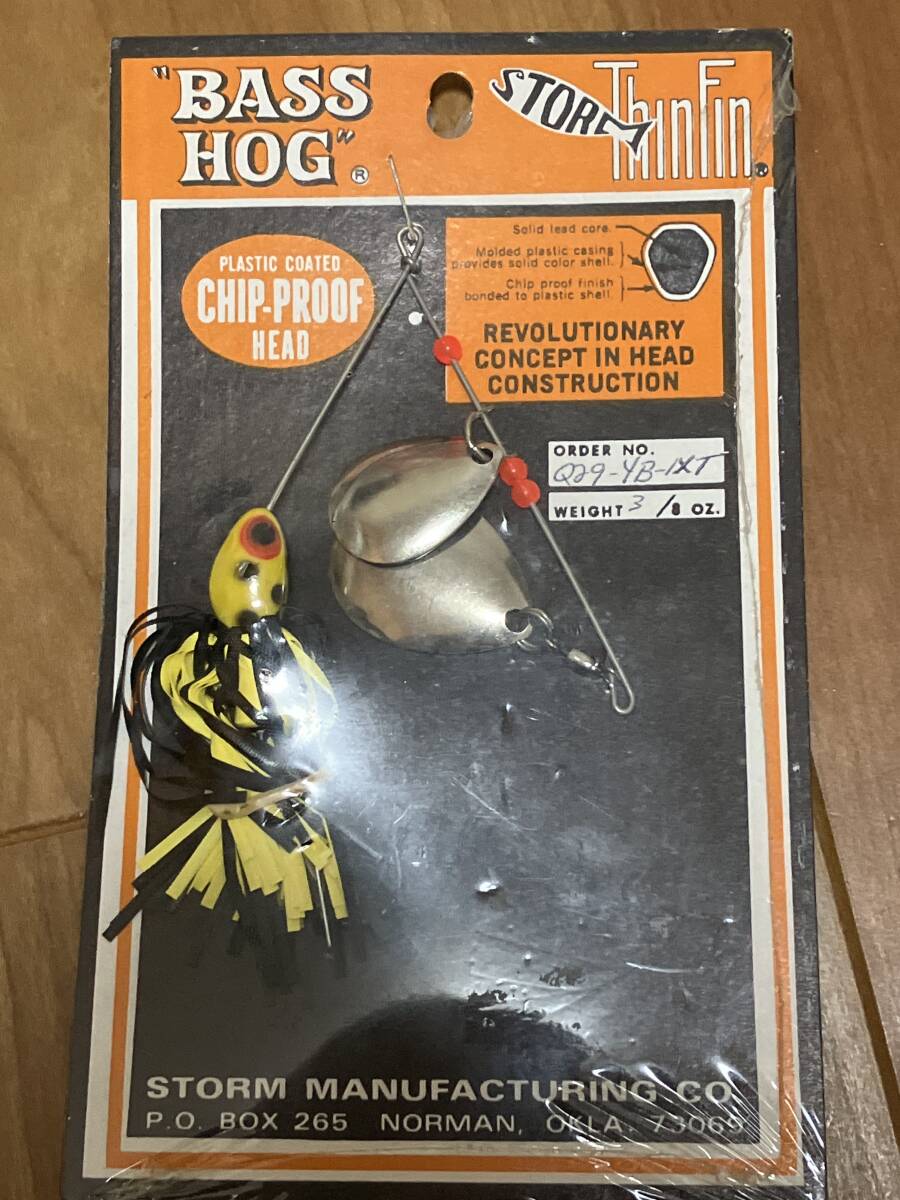 "BASS
HOG"®
STORM
ThinFin®
PLASTIC COATED
CHIP-PROOF
HEAD
Solid lead core.
Molded plastic casing
provides solid color shell.
Chip proof finish
bonded to plastic shell.
REVOLUTIONARY
CONCEPT IN HEAD
CONSTRUCTION
ORDER NO.
Q29-4B-1XT
WEIGHT 3 /8 OZ.
STORM MANUFACTURING CO
P.O. BOX 265 NORMAN, OKLA. 73069